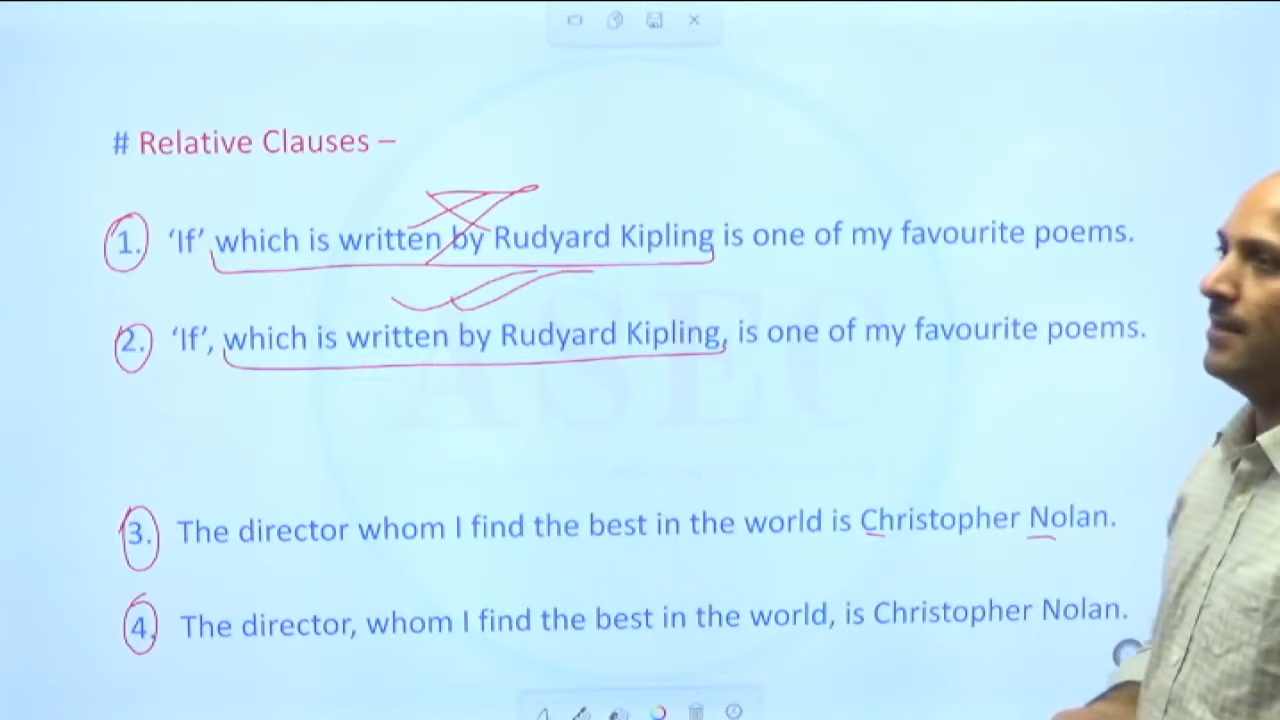 # Relative Clauses –
1. ‘If’ which is written by Rudyard Kipling is one of my favourite poems.
2. ‘If’, which is written by Rudyard Kipling, is one of my favourite poems.
ASEC
3. The director whom I find the best in the world is Christopher Nolan.
4. The director, whom I find the best in the world, is Christopher Nolan.